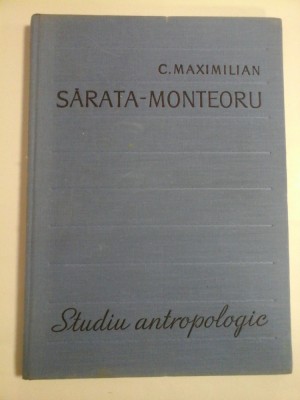 C. MAXIMILIAN
SĂRATA-MONTEORU
Studiu antropologic